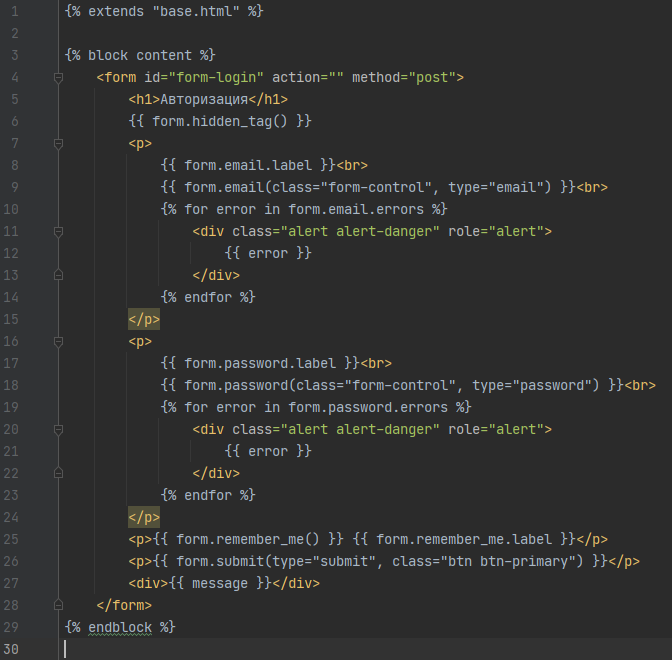 1 {% extends "base.html" %}
2
3 {% block content %}
4     <form id="form-login" action="" method="post">
5         <h1>Авторизация</h1>
6         {{ form.hidden_tag() }}
7         <p>
8             {{ form.email.label }}<br>
9             {{ form.email(class="form-control", type="email") }}<br>
10             {% for error in form.email.errors %}
11                 <div class="alert alert-danger" role="alert">
12                     {{ error }}
13                 </div>
14             {% endfor %}
15         </p>
16         <p>
17             {{ form.password.label }}<br>
18             {{ form.password(class="form-control", type="password") }}<br>
19             {% for error in form.password.errors %}
20                 <div class="alert alert-danger" role="alert">
21                     {{ error }}
22                 </div>
23             {% endfor %}
24         </p>
25         <p>{{ form.remember_me() }} {{ form.remember_me.label }}</p>
26         <p>{{ form.submit(type="submit", class="btn btn-primary") }}</p>
27         <div>{{ message }}</div>
28     </form>
29 {% endblock %}
30